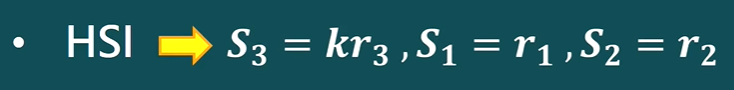 • HSI ➡ S₃ = kr₃ , S₁ = r₁ , S₂ = r₂